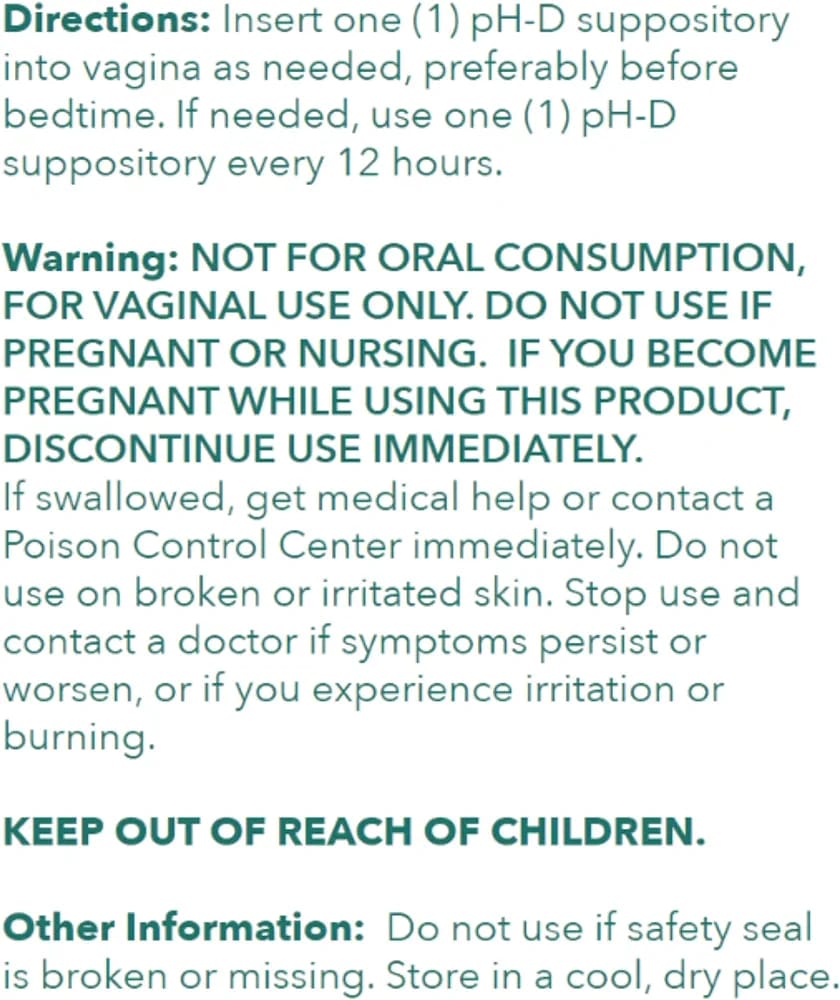 Directions: Insert one (1) pH-D suppository
into vagina as needed, preferably before
bedtime. If needed, use one (1) pH-D
suppository every 12 hours.
Warning: NOT FOR ORAL CONSUMPTION,
FOR VAGINAL USE ONLY. DO NOT USE IF
PREGNANT OR NURSING.  IF YOU BECOME
PREGNANT WHILE USING THIS PRODUCT,
DISCONTINUE USE IMMEDIATELY.
If swallowed, get medical help or contact a
Poison Control Center immediately. Do not
use on broken or irritated skin. Stop use and
contact a doctor if symptoms persist or
worsen, or if you experience irritation or
burning.
KEEP OUT OF REACH OF CHILDREN.
Other Information:  Do not use if safety seal
is broken or missing. Store in a cool, dry place.